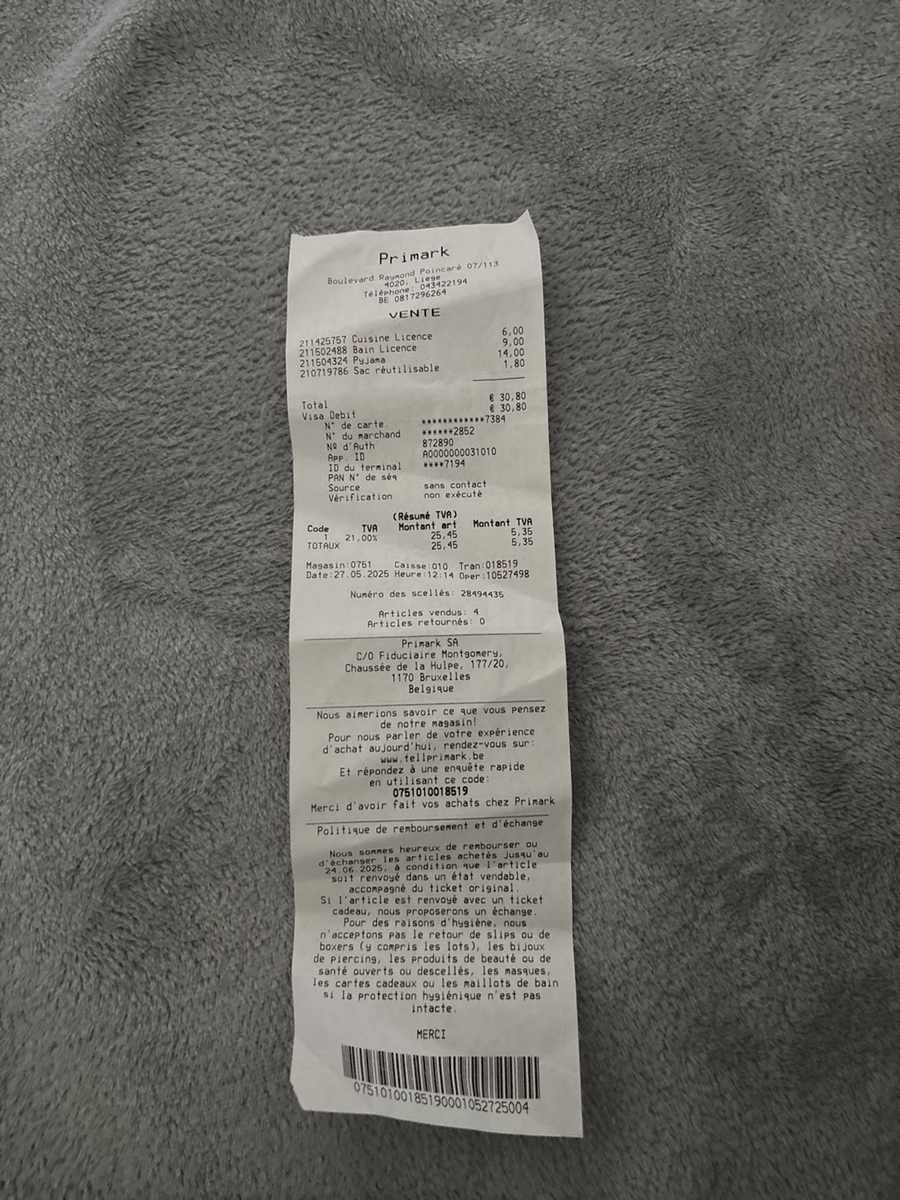 Primark
Boulevard Raymond Poincaré 07/113
4020, Liege
Téléphone: 043422194
BE 0817296264
VENTE
211425757 Cuisine Licence 6,00
211502488 Bain Licence 9,00
211504324 Pyjama 14,00
210719786 Sac réutilisable 1,80
Total € 30,80
Visa Debit € 30,80
N° de carte ************7384
N° du marchand ******2852
Nº d'Auth 872890
App. ID A0000000031010
ID du terminal ****7194
PAN N° de séq
Source sans contact
Vérification non exécuté
(Résumé TVA)
Code TVA Montant art Montant TVA
1 21,00% 25,45 5,35
TOTAUX 25,45 5,35
Magasin:0751 Caisse:010 Tran:018519
Date:27.05.2025 Heure:12:14 Oper:10527498
Numéro des scellés: 28494435
Articles vendus: 4
Articles retournés: 0
Primark SA
C/O Fiduciaire Montgomery,
Chaussée de la Hulpe, 177/20,
1170 Bruxelles
Belgique
Nous aimerions savoir ce que vous pensez
de notre magasin!
Pour nous parler de votre expérience
d'achat aujourd'hui, rendez-vous sur:
www.tellprimark.be
Et répondez à une enquête rapide
en utilisant ce code:
0751010018519
Merci d'avoir fait vos achats chez Primark
Politique de remboursement et d'échange
Nous sommes heureux de rembourser ou
d'échanger les articles achetés jusqu'au
24.06.2025, à condition que l'article
soit renvoyé dans un état vendable,
accompagné du ticket original.
Si l'article est renvoyé avec un ticket
cadeau, nous proposerons un échange.
Pour des raisons d'hygiène, nous
n'acceptons pas le retour de slips ou de
boxers (y compris les lots), les bijoux
de piercing, les produits de beauté ou de
santé ouverts ou descellés, les masques,
les cartes cadeaux ou les maillots de bain
si la protection hygiénique n'est pas
intacte.
MERCI
07510100185190001052725004